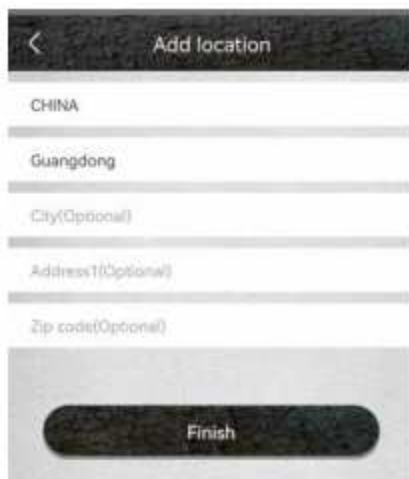 Add location
CHINA
Guangdong
City(Optional)
Address1(Optional)
Zip code(Optional)
Finish